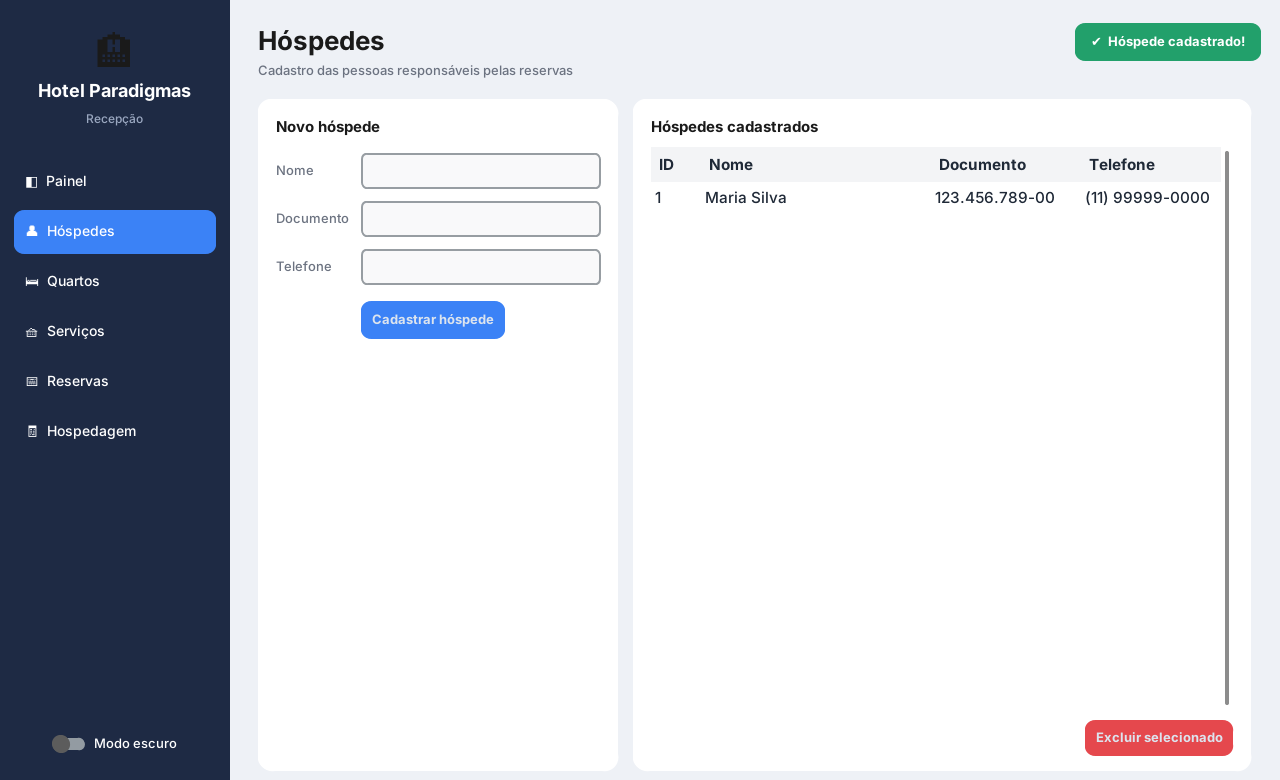 Hotel Paradigmas
Recepção
Painel
Hóspedes
Quartos
Serviços
Reservas
Hospedagem
Modo escuro
Hóspedes
Cadastro das pessoas responsáveis pelas reservas
✔ Hóspede cadastrado!
Novo hóspede
Nome
Documento
Telefone
Cadastrar hóspede
Hóspedes cadastrados
ID Nome Documento Telefone
1 Maria Silva 123.456.789-00 (11) 99999-0000
Excluir selecionado